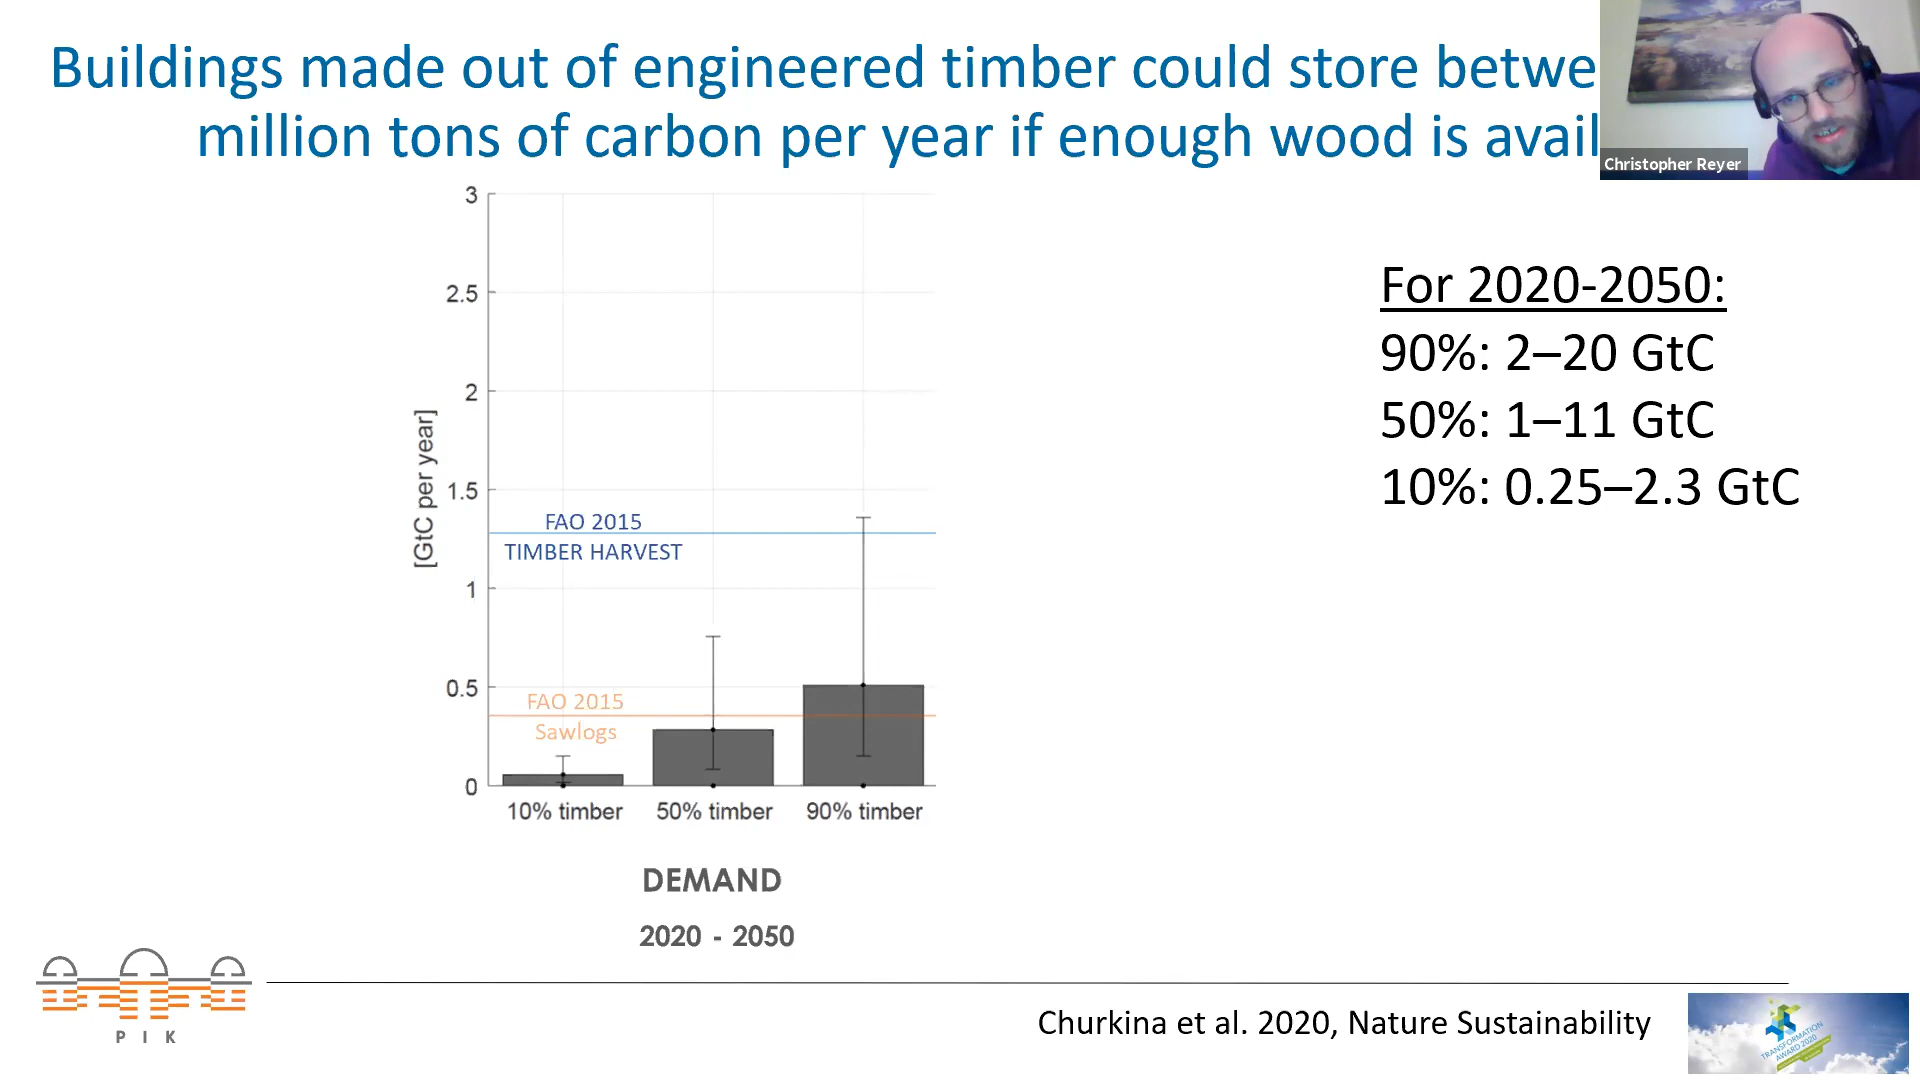 Buildings made out of engineered timber could store betwe
million tons of carbon per year if enough wood is avail
Christopher Reyer
3
2.5
2
1.5
1
0.5
0
[GtC per year]
FAO 2015
TIMBER HARVEST
FAO 2015
Sawlogs
10% timber
50% timber
90% timber
DEMAND
2020 - 2050
For 2020-2050:
90%: 2–20 GtC
50%: 1–11 GtC
10%: 0.25–2.3 GtC
P I K
Churkina et al. 2020, Nature Sustainability
TRANSFORMATION
AWARD 2020